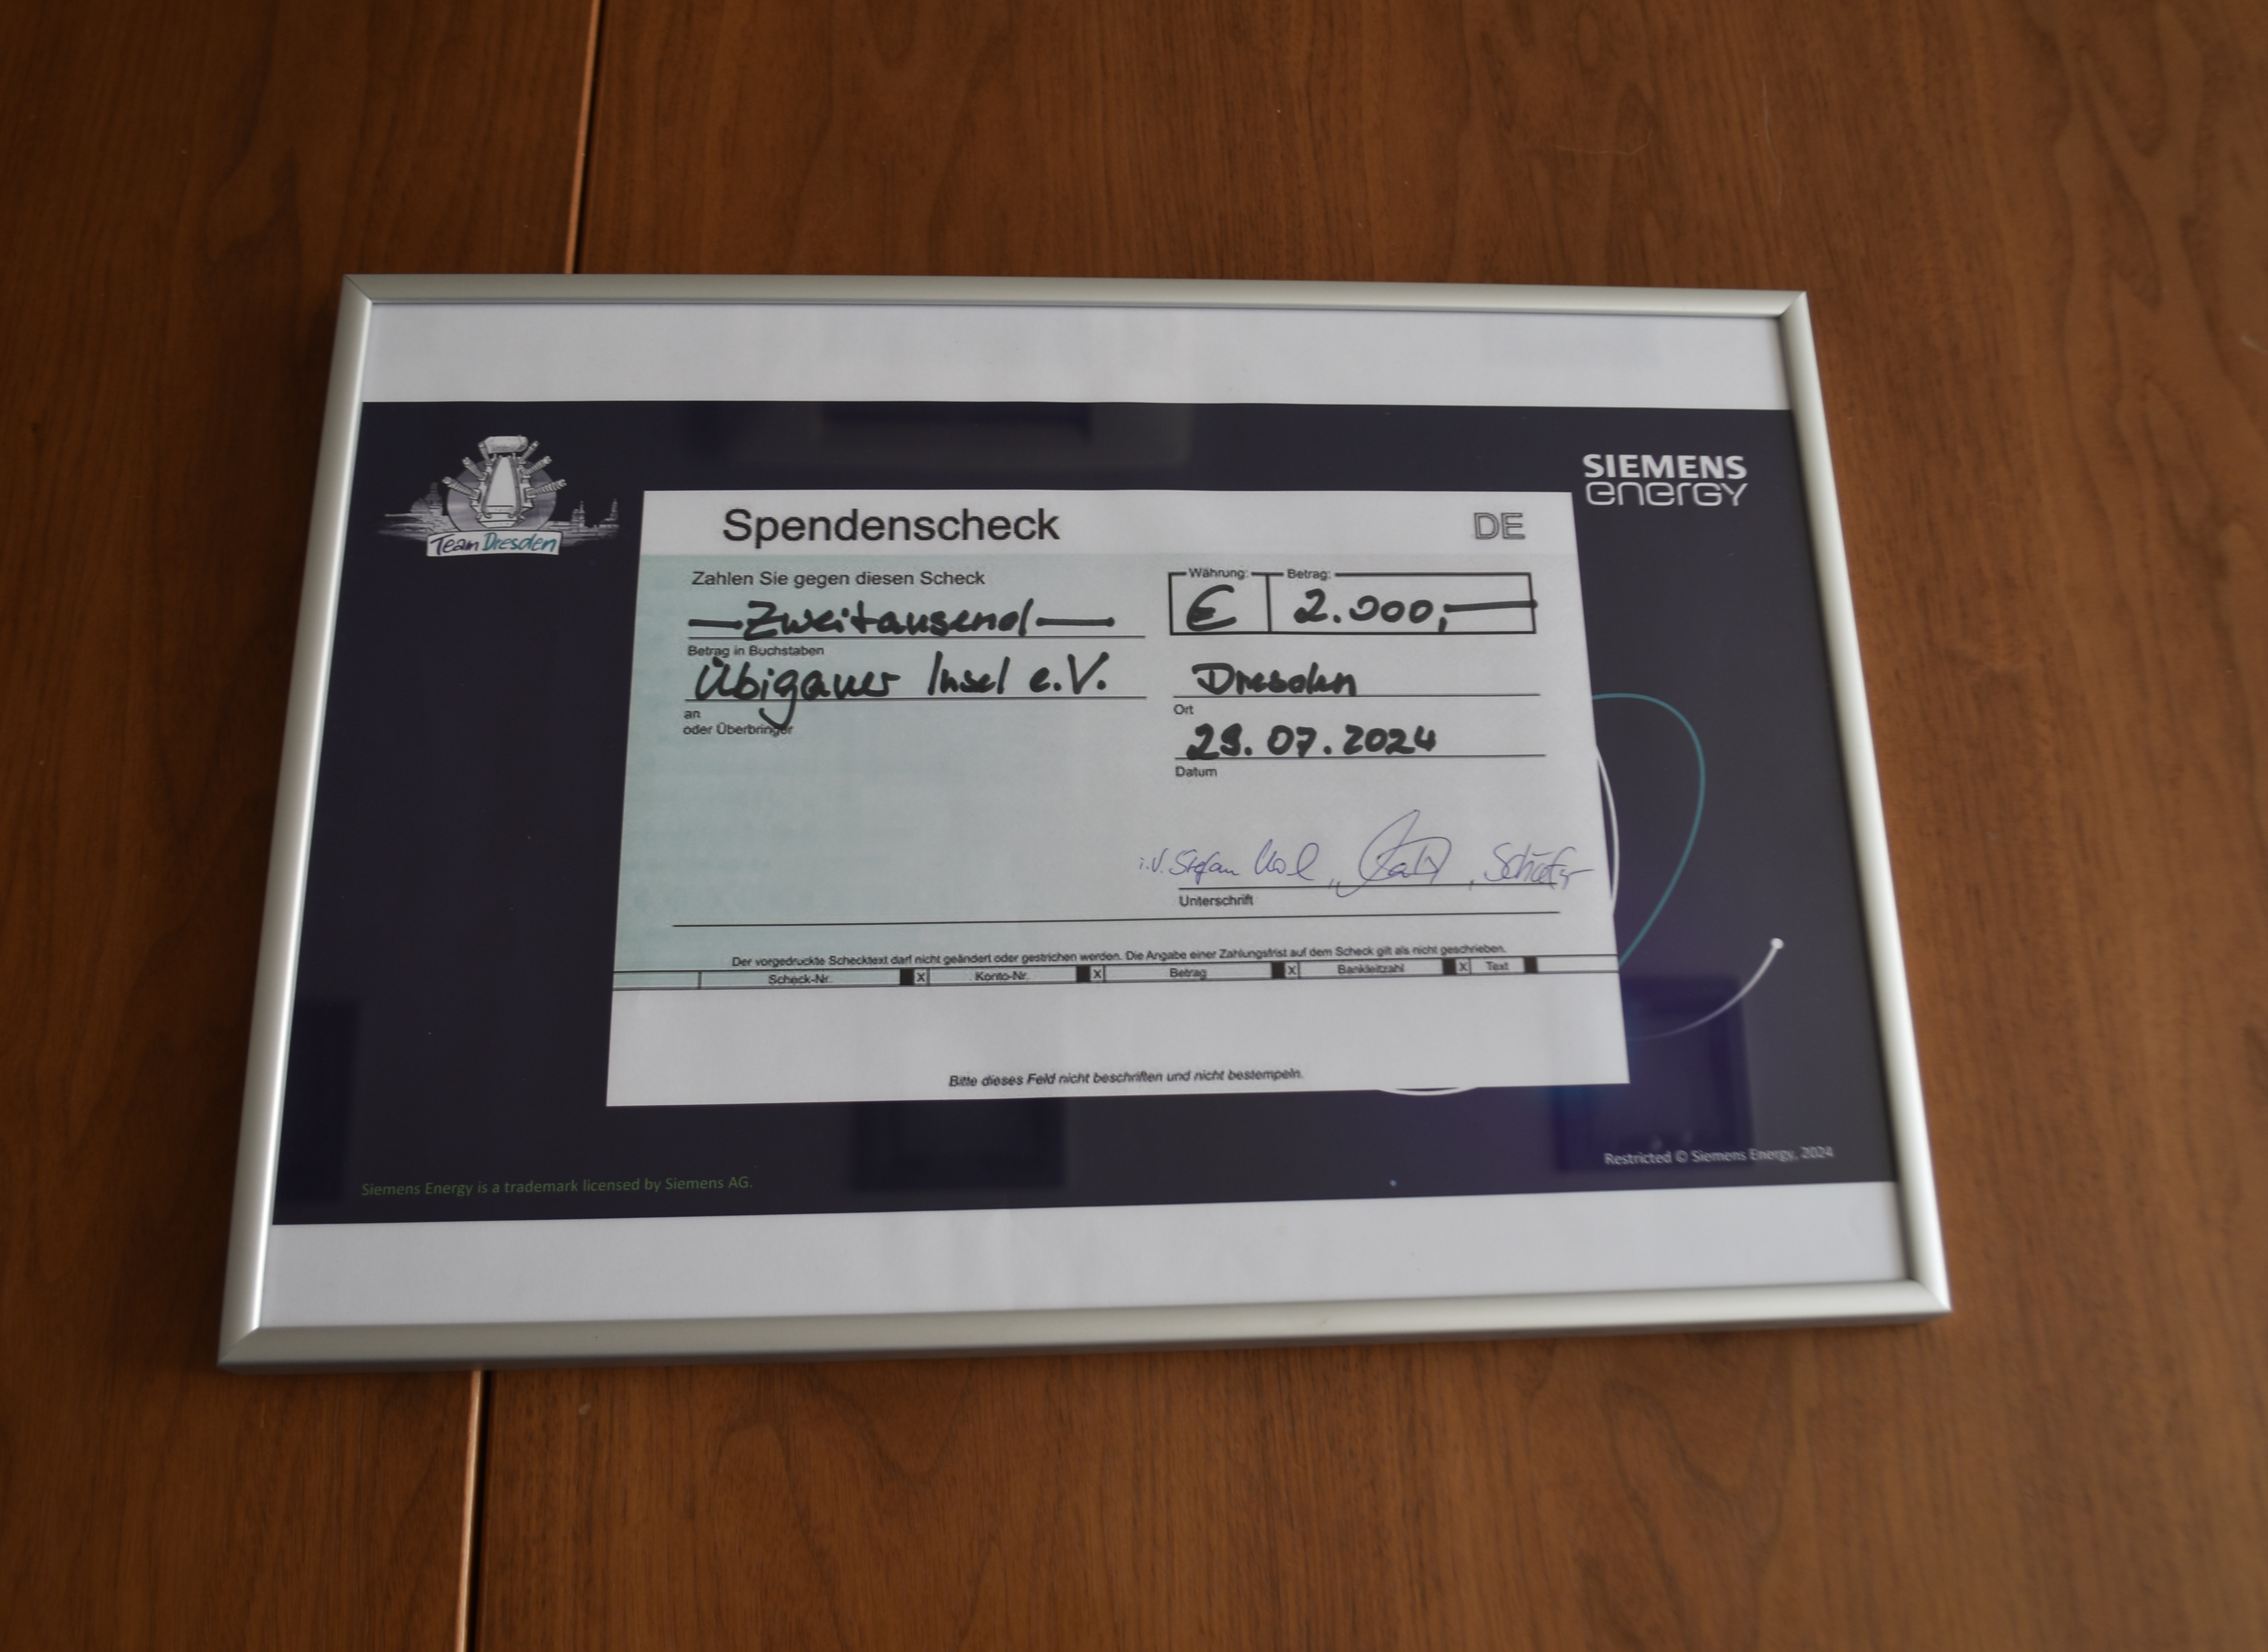 SIEMENS
energy
Team Dresden
Spendenscheck
DE
Zahlen Sie gegen diesen Scheck
Währung:
Betrag:
—Zweitausend—
€
2.000,—
Betrag in Buchstaben
Übigauer Insel e.V.
Dresden
an
oder Überbringer
Ort
29.07.2024
Datum
i.V. Stefan
Unterschrift
Der vorgedruckte Schecktext darf nicht geändert oder gestrichen werden. Die Angabe einer Zahlungsfrist auf dem Scheck gilt als nicht geschrieben.
Scheck-Nr. X Konto-Nr. X Betrag X Bankleitzahl X Text
Bitte dieses Feld nicht beschriften und nicht bestempeln.
Siemens Energy is a trademark licensed by Siemens AG.
Restricted © Siemens Energy, 2024